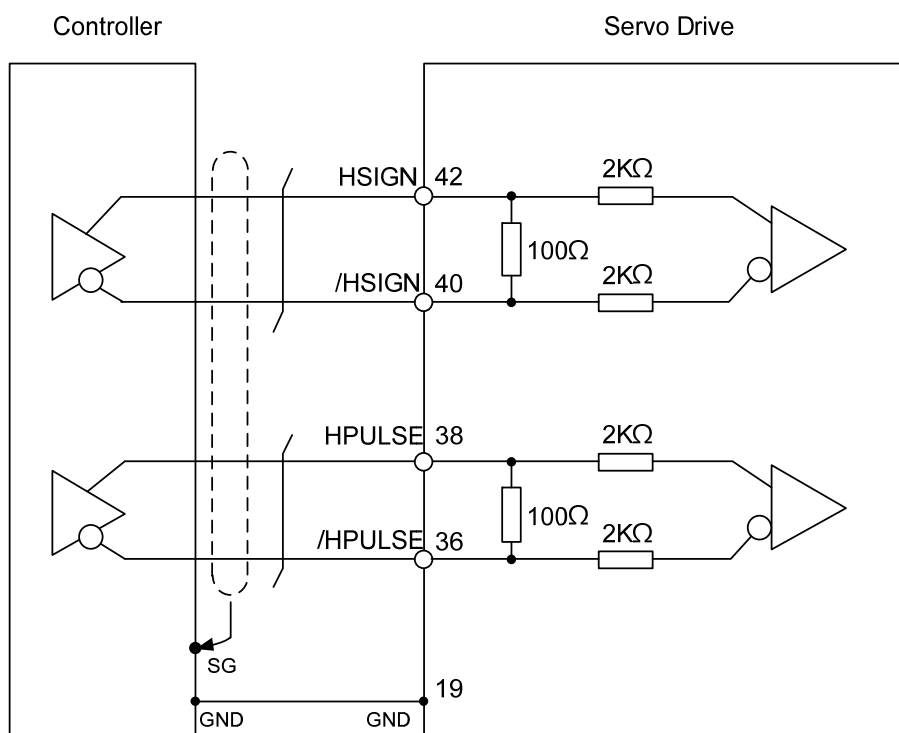 Controller
Servo Drive
HSIGN 42
2KΩ
100Ω
/HSIGN 40
2KΩ
HPULSE 38
2KΩ
100Ω
/HPULSE 36
2KΩ
SG
19
GND
GND